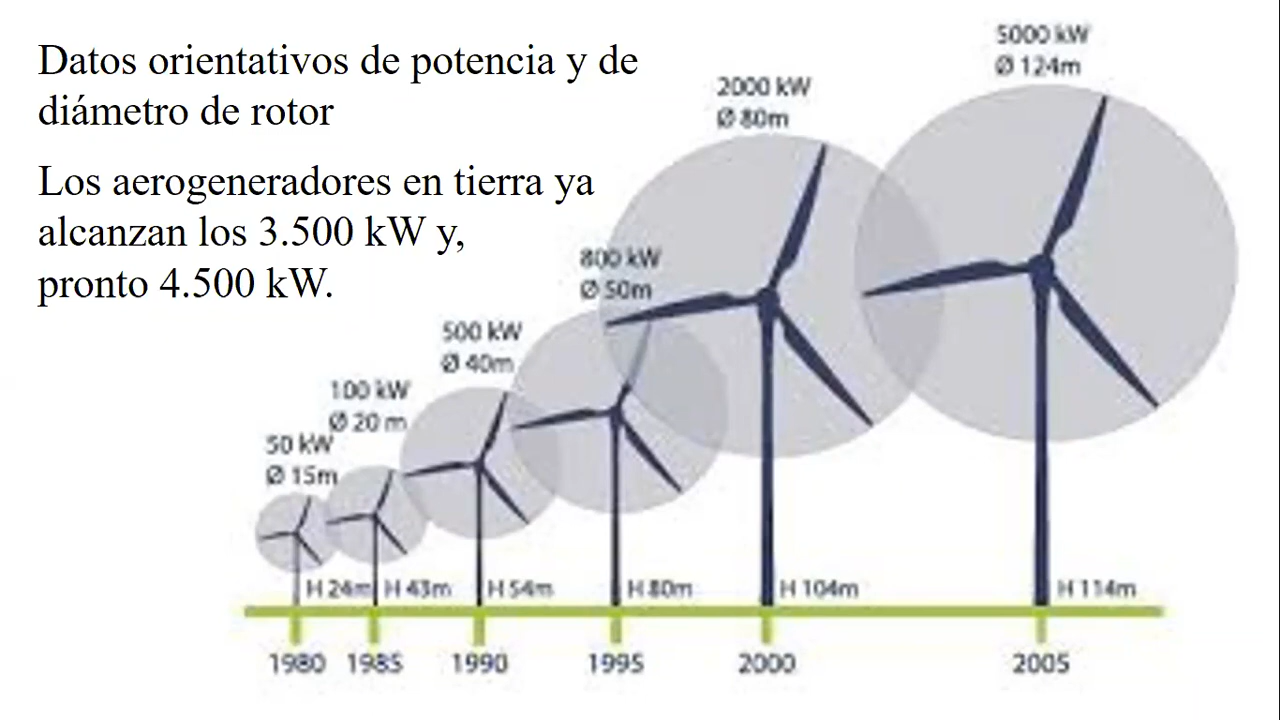 Datos orientativos de potencia y de
diámetro de rotor
Los aerogeneradores en tierra ya
alcanzan los 3.500 kW y,
pronto 4.500 kW.
5000 kW
Ø 124m
2000 kW
Ø 80m
800 kW
Ø 50m
500 kW
Ø 40m
100 kW
Ø 20 m
50 kW
Ø 15m
H 24m H 43m H 54m H 80m H 104m H 114m
1980 1985 1990 1995 2000 2005